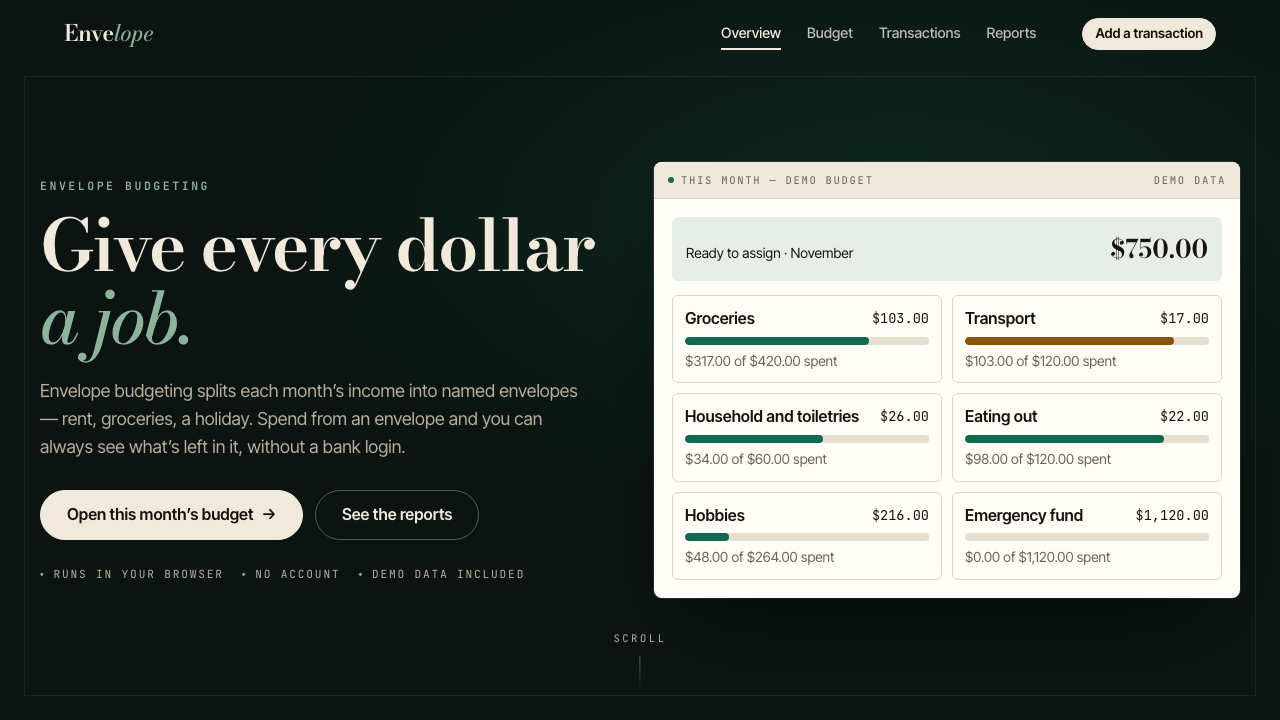 Envelope
Overview Budget Transactions Reports Add a transaction
ENVELOPE BUDGETING
Give every dollar
a job.
Envelope budgeting splits each month’s income into named envelopes
— rent, groceries, a holiday. Spend from an envelope and you can
always see what’s left in it, without a bank login.
Open this month’s budget →
See the reports
• RUNS IN YOUR BROWSER • NO ACCOUNT • DEMO DATA INCLUDED
THIS MONTH — DEMO BUDGET DEMO DATA
Ready to assign · November $750.00
Groceries $103.00
$317.00 of $420.00 spent
Transport $17.00
$103.00 of $120.00 spent
Household and toiletries $26.00
$34.00 of $60.00 spent
Eating out $22.00
$98.00 of $120.00 spent
Hobbies $216.00
$48.00 of $264.00 spent
Emergency fund $1,120.00
$0.00 of $1,120.00 spent
SCROLL